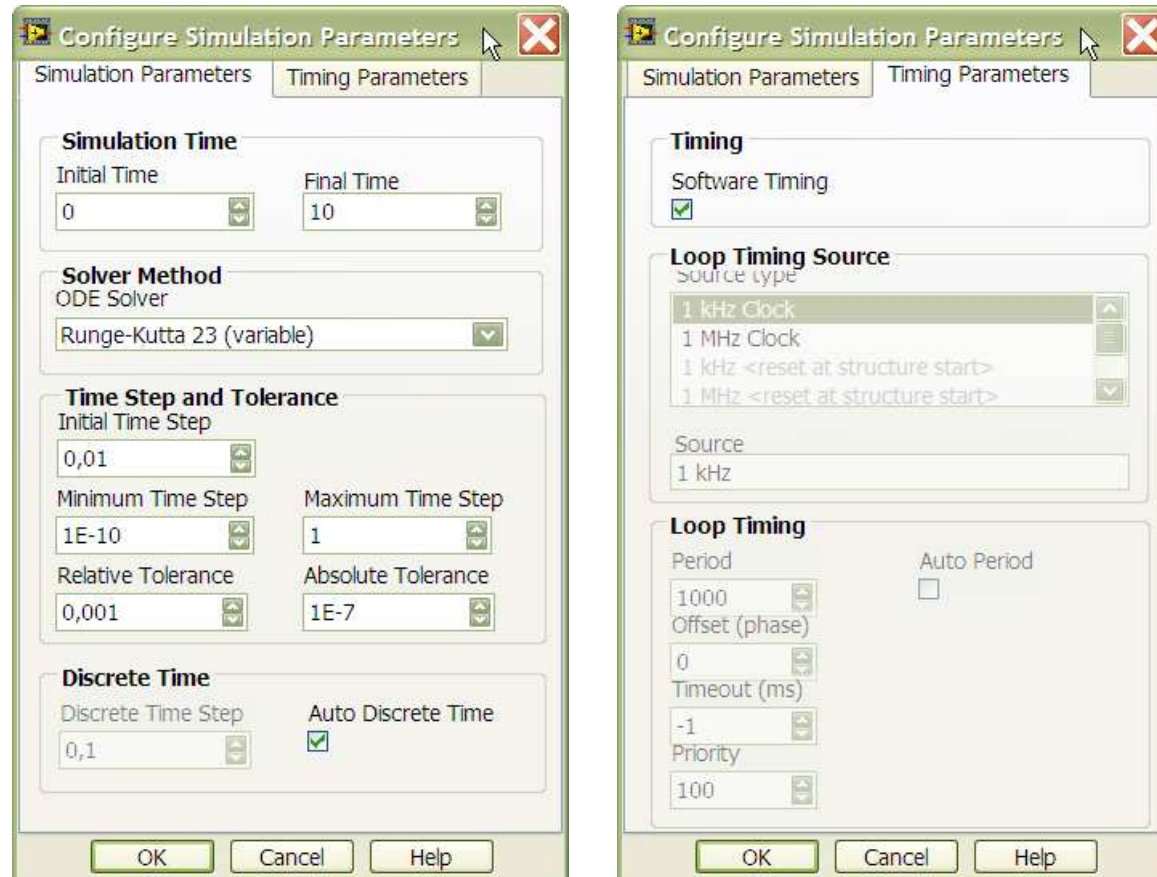 Configure Simulation Parameters
Simulation Parameters Timing Parameters
Simulation Time
Initial Time Final Time
0 10
Solver Method
ODE Solver
Runge-Kutta 23 (variable)
Time Step and Tolerance
Initial Time Step
0,01
Minimum Time Step Maximum Time Step
1E-10 1
Relative Tolerance Absolute Tolerance
0,001 1E-7
Discrete Time
Discrete Time Step Auto Discrete Time
0,1
OK Cancel Help
Configure Simulation Parameters
Simulation Parameters Timing Parameters
Timing
Software Timing
Loop Timing Source
Source type
1 kHz Clock
1 MHz Clock
1 kHz <reset at structure start>
1 MHz <reset at structure start>
Source
1 kHz
Loop Timing
Period Auto Period
1000
Offset (phase)
0
Timeout (ms)
-1
Priority
100
OK Cancel Help